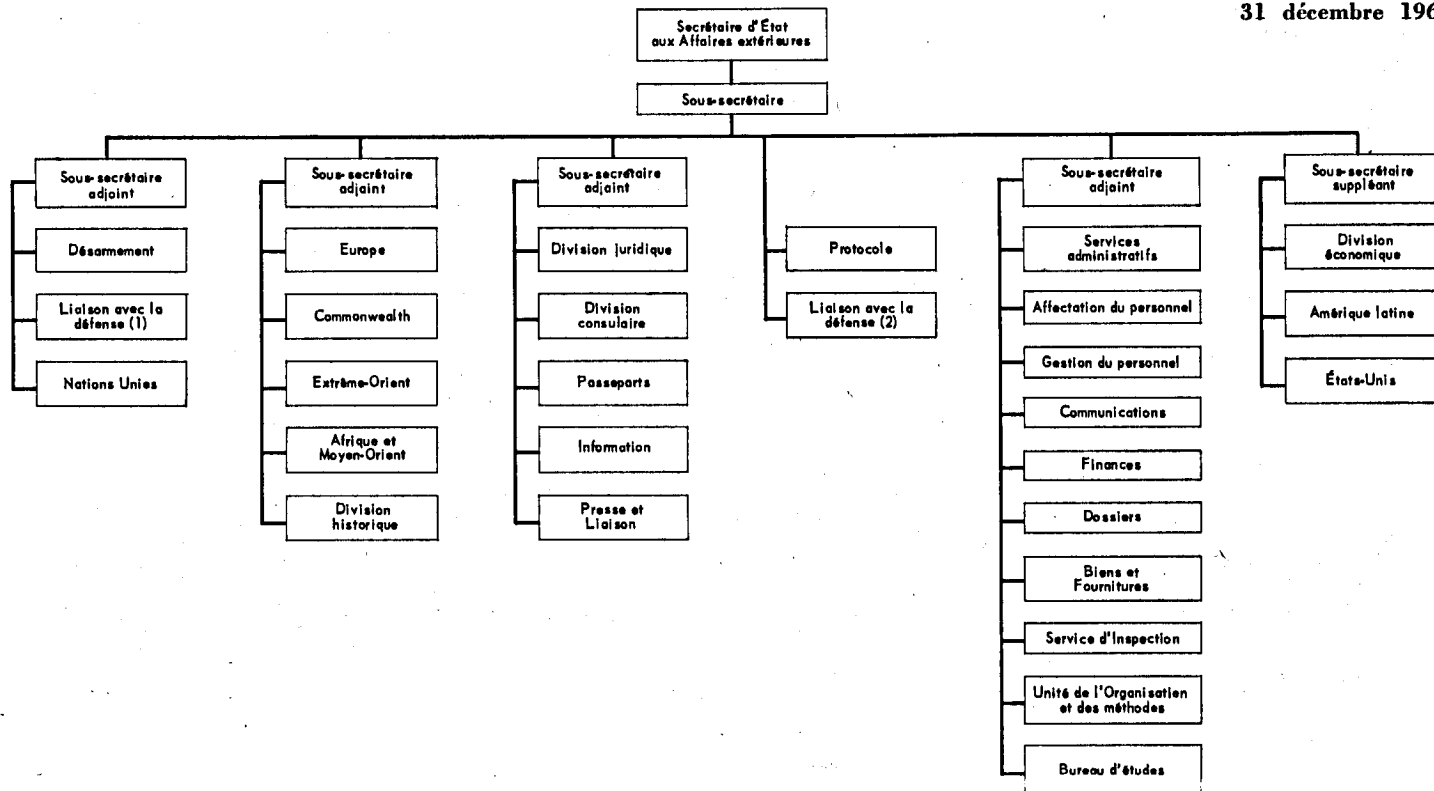 31 décembre 196
Secrétaire d'État
aux Affaires extérieures
Sous-secrétaire
Sous-secrétaire
adjoint
Désarmement
Liaison avec la
défense (1)
Nations Unies
Sous-secrétaire
adjoint
Europe
Commonwealth
Extrême-Orient
Afrique et
Moyen-Orient
Division
historique
Sous-secrétaire
adjoint
Division juridique
Division
consulaire
Passeports
Information
Presse et
Liaison
Protocole
Liaison avec la
défense (2)
Sous-secrétaire
adjoint
Services
administratifs
Affectation du personnel
Gestion du personnel
Communications
Finances
Dossiers
Biens et
Fournitures
Service d'Inspection
Unité de l'Organisation
et des méthodes
Bureau d'études
Sous-secrétaire
suppléant
Division
économique
Amérique latine
États-Unis